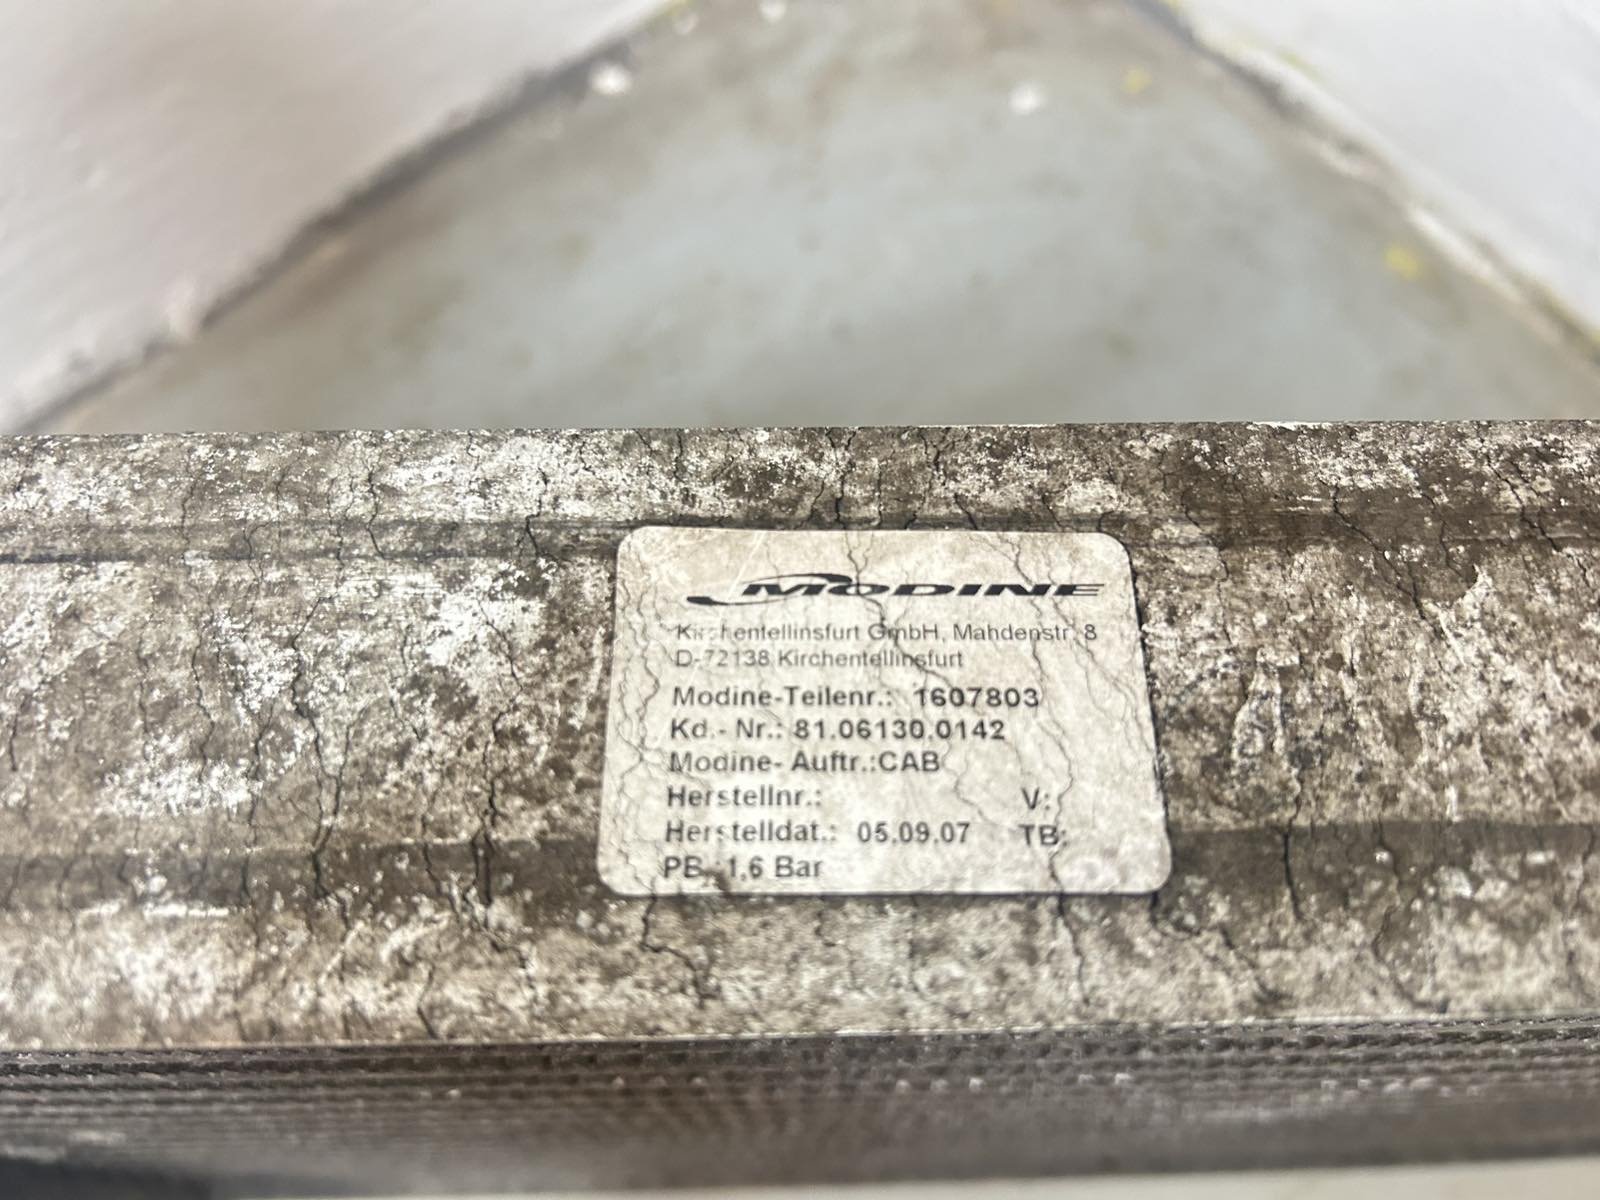 MODINE
Kirchentellinsfurt GmbH, Mahdenstr. 8
D-72138 Kirchentellinsfurt
Modine-Teilenr.: 1607803
Kd.- Nr.: 81.06130.0142
Modine- Auftr.:CAB
Herstellnr.: V:
Herstelldat.: 05.09.07 TB:
PB.:1,6 Bar